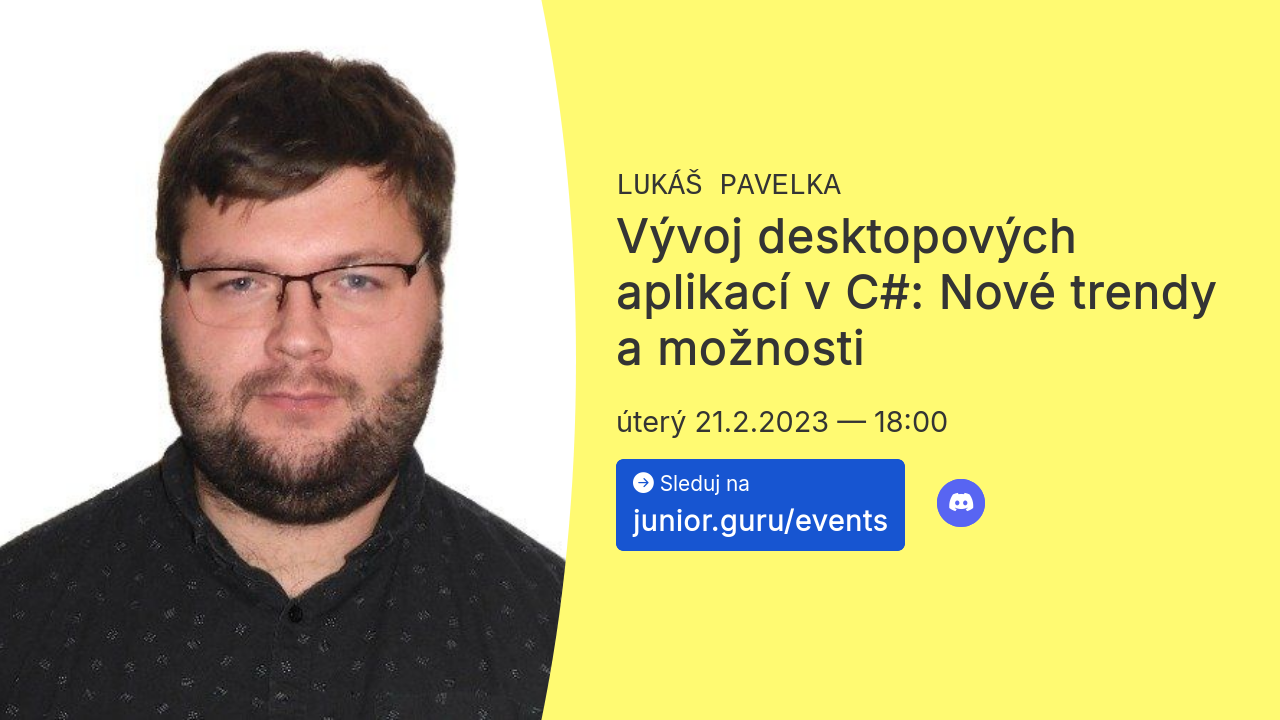 LUKÁŠ PAVELKA
Vývoj desktopových
aplikací v C#: Nové trendy
a možnosti
úterý 21.2.2023 — 18:00
Sleduj na
junior.guru/events